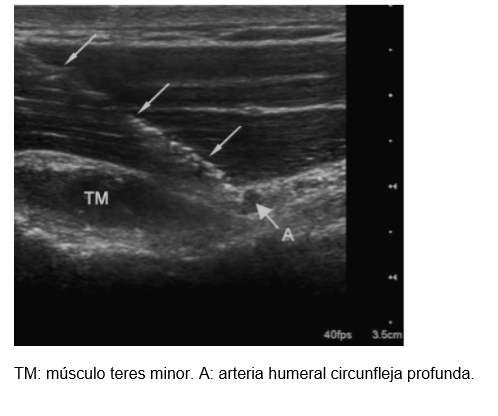 TM
A
40fps 3.5cm
TM: músculo teres minor. A: arteria humeral circunfleja profunda.